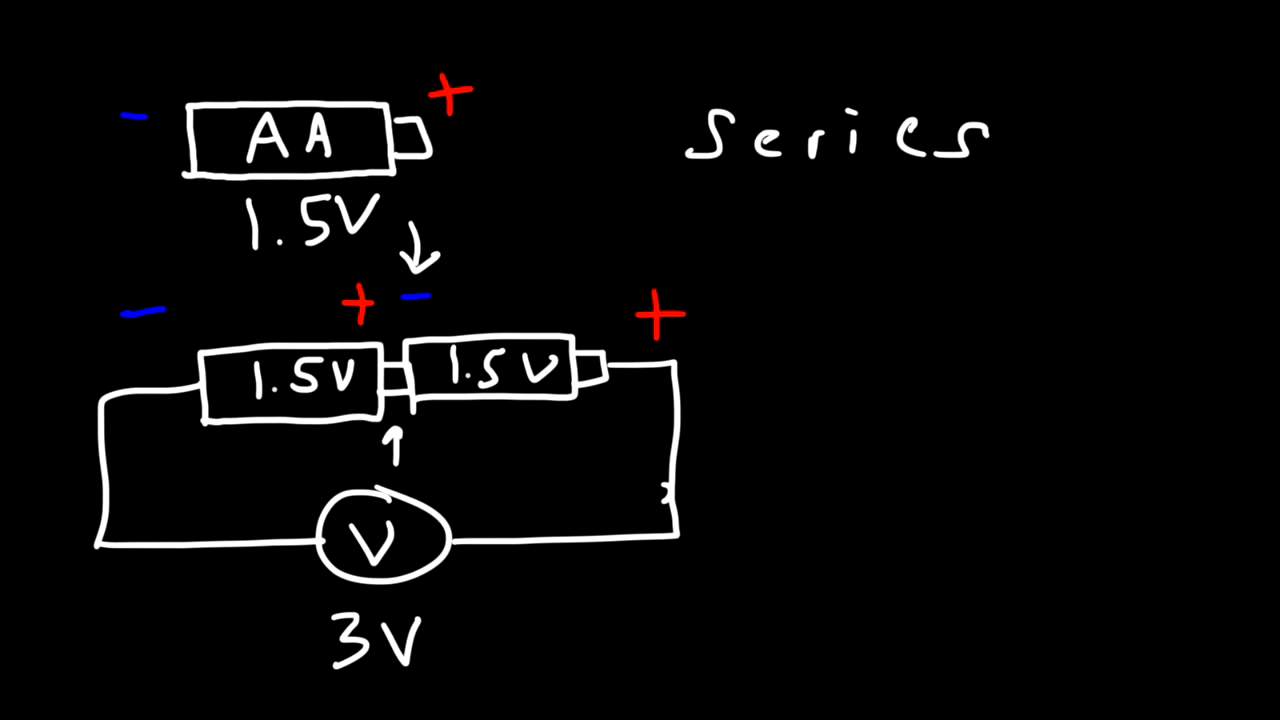 - AA +
Series
1.5V
- + - +
1.5V 1.5V
V
3V